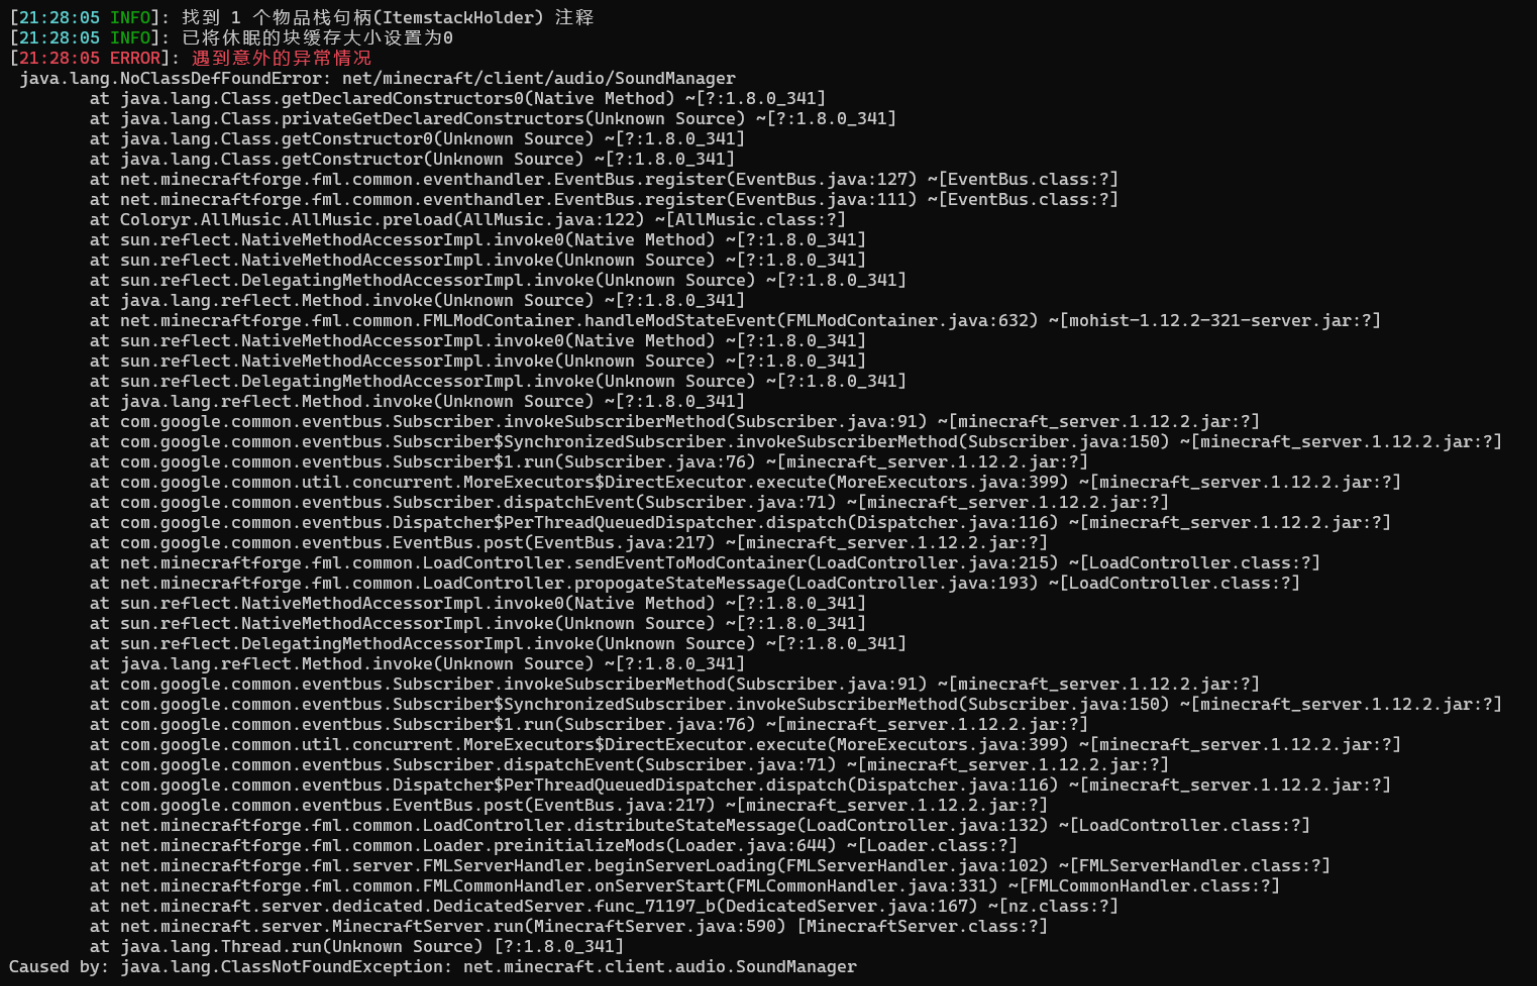 [21:28:05 INFO]: 找到 1 个物品栈句柄(ItemstackHolder) 注释
[21:28:05 INFO]: 已将休眠的块缓存大小设置为0
[21:28:05 ERROR]: 遇到意外的异常情况
java.lang.NoClassDefFoundError: net/minecraft/client/audio/SoundManager
at java.lang.Class.getDeclaredConstructors0(Native Method) ~[?:1.8.0_341]
at java.lang.Class.privateGetDeclaredConstructors(Unknown Source) ~[?:1.8.0_341]
at java.lang.Class.getConstructor0(Unknown Source) ~[?:1.8.0_341]
at java.lang.Class.getConstructor(Unknown Source) ~[?:1.8.0_341]
at net.minecraftforge.fml.common.eventhandler.EventBus.register(EventBus.java:127) ~[EventBus.class:?]
at net.minecraftforge.fml.common.eventhandler.EventBus.register(EventBus.java:111) ~[EventBus.class:?]
at Coloryr.AllMusic.AllMusic.preload(AllMusic.java:122) ~[AllMusic.class:?]
at sun.reflect.NativeMethodAccessorImpl.invoke0(Native Method) ~[?:1.8.0_341]
at sun.reflect.NativeMethodAccessorImpl.invoke(Unknown Source) ~[?:1.8.0_341]
at sun.reflect.DelegatingMethodAccessorImpl.invoke(Unknown Source) ~[?:1.8.0_341]
at java.lang.reflect.Method.invoke(Unknown Source) ~[?:1.8.0_341]
at net.minecraftforge.fml.common.FMLModContainer.handleModStateEvent(FMLModContainer.java:632) ~[mohist-1.12.2-321-server.jar:?]
at sun.reflect.NativeMethodAccessorImpl.invoke0(Native Method) ~[?:1.8.0_341]
at sun.reflect.NativeMethodAccessorImpl.invoke(Unknown Source) ~[?:1.8.0_341]
at sun.reflect.DelegatingMethodAccessorImpl.invoke(Unknown Source) ~[?:1.8.0_341]
at java.lang.reflect.Method.invoke(Unknown Source) ~[?:1.8.0_341]
at com.google.common.eventbus.Subscriber.invokeSubscriberMethod(Subscriber.java:91) ~[minecraft_server.1.12.2.jar:?]
at com.google.common.eventbus.Subscriber$SynchronizedSubscriber.invokeSubscriberMethod(Subscriber.java:150) ~[minecraft_server.1.12.2.jar:?]
at com.google.common.eventbus.Subscriber$1.run(Subscriber.java:76) ~[minecraft_server.1.12.2.jar:?]
at com.google.common.util.concurrent.MoreExecutors$DirectExecutor.execute(MoreExecutors.java:399) ~[minecraft_server.1.12.2.jar:?]
at com.google.common.eventbus.Subscriber.dispatchEvent(Subscriber.java:71) ~[minecraft_server.1.12.2.jar:?]
at com.google.common.eventbus.Dispatcher$PerThreadQueuedDispatcher.dispatch(Dispatcher.java:116) ~[minecraft_server.1.12.2.jar:?]
at com.google.common.eventbus.EventBus.post(EventBus.java:217) ~[minecraft_server.1.12.2.jar:?]
at net.minecraftforge.fml.common.LoadController.sendEventToModContainer(LoadController.java:215) ~[LoadController.class:?]
at net.minecraftforge.fml.common.LoadController.propogateStateMessage(LoadController.java:193) ~[LoadController.class:?]
at sun.reflect.NativeMethodAccessorImpl.invoke0(Native Method) ~[?:1.8.0_341]
at sun.reflect.NativeMethodAccessorImpl.invoke(Unknown Source) ~[?:1.8.0_341]
at sun.reflect.DelegatingMethodAccessorImpl.invoke(Unknown Source) ~[?:1.8.0_341]
at java.lang.reflect.Method.invoke(Unknown Source) ~[?:1.8.0_341]
at com.google.common.eventbus.Subscriber.invokeSubscriberMethod(Subscriber.java:91) ~[minecraft_server.1.12.2.jar:?]
at com.google.common.eventbus.Subscriber$SynchronizedSubscriber.invokeSubscriberMethod(Subscriber.java:150) ~[minecraft_server.1.12.2.jar:?]
at com.google.common.eventbus.Subscriber$1.run(Subscriber.java:76) ~[minecraft_server.1.12.2.jar:?]
at com.google.common.util.concurrent.MoreExecutors$DirectExecutor.execute(MoreExecutors.java:399) ~[minecraft_server.1.12.2.jar:?]
at com.google.common.eventbus.Subscriber.dispatchEvent(Subscriber.java:71) ~[minecraft_server.1.12.2.jar:?]
at com.google.common.eventbus.Dispatcher$PerThreadQueuedDispatcher.dispatch(Dispatcher.java:116) ~[minecraft_server.1.12.2.jar:?]
at com.google.common.eventbus.EventBus.post(EventBus.java:217) ~[minecraft_server.1.12.2.jar:?]
at net.minecraftforge.fml.common.LoadController.distributeStateMessage(LoadController.java:132) ~[LoadController.class:?]
at net.minecraftforge.fml.common.Loader.preinitializeMods(Loader.java:644) ~[Loader.class:?]
at net.minecraftforge.fml.server.FMLServerHandler.beginServerLoading(FMLServerHandler.java:102) ~[FMLServerHandler.class:?]
at net.minecraftforge.fml.common.FMLCommonHandler.onServerStart(FMLCommonHandler.java:331) ~[FMLCommonHandler.class:?]
at net.minecraft.server.dedicated.DedicatedServer.func_71197_b(DedicatedServer.java:167) ~[nz.class:?]
at net.minecraft.server.MinecraftServer.run(MinecraftServer.java:590) [MinecraftServer.class:?]
at java.lang.Thread.run(Unknown Source) [?:1.8.0_341]
Caused by: java.lang.ClassNotFoundException: net.minecraft.client.audio.SoundManager